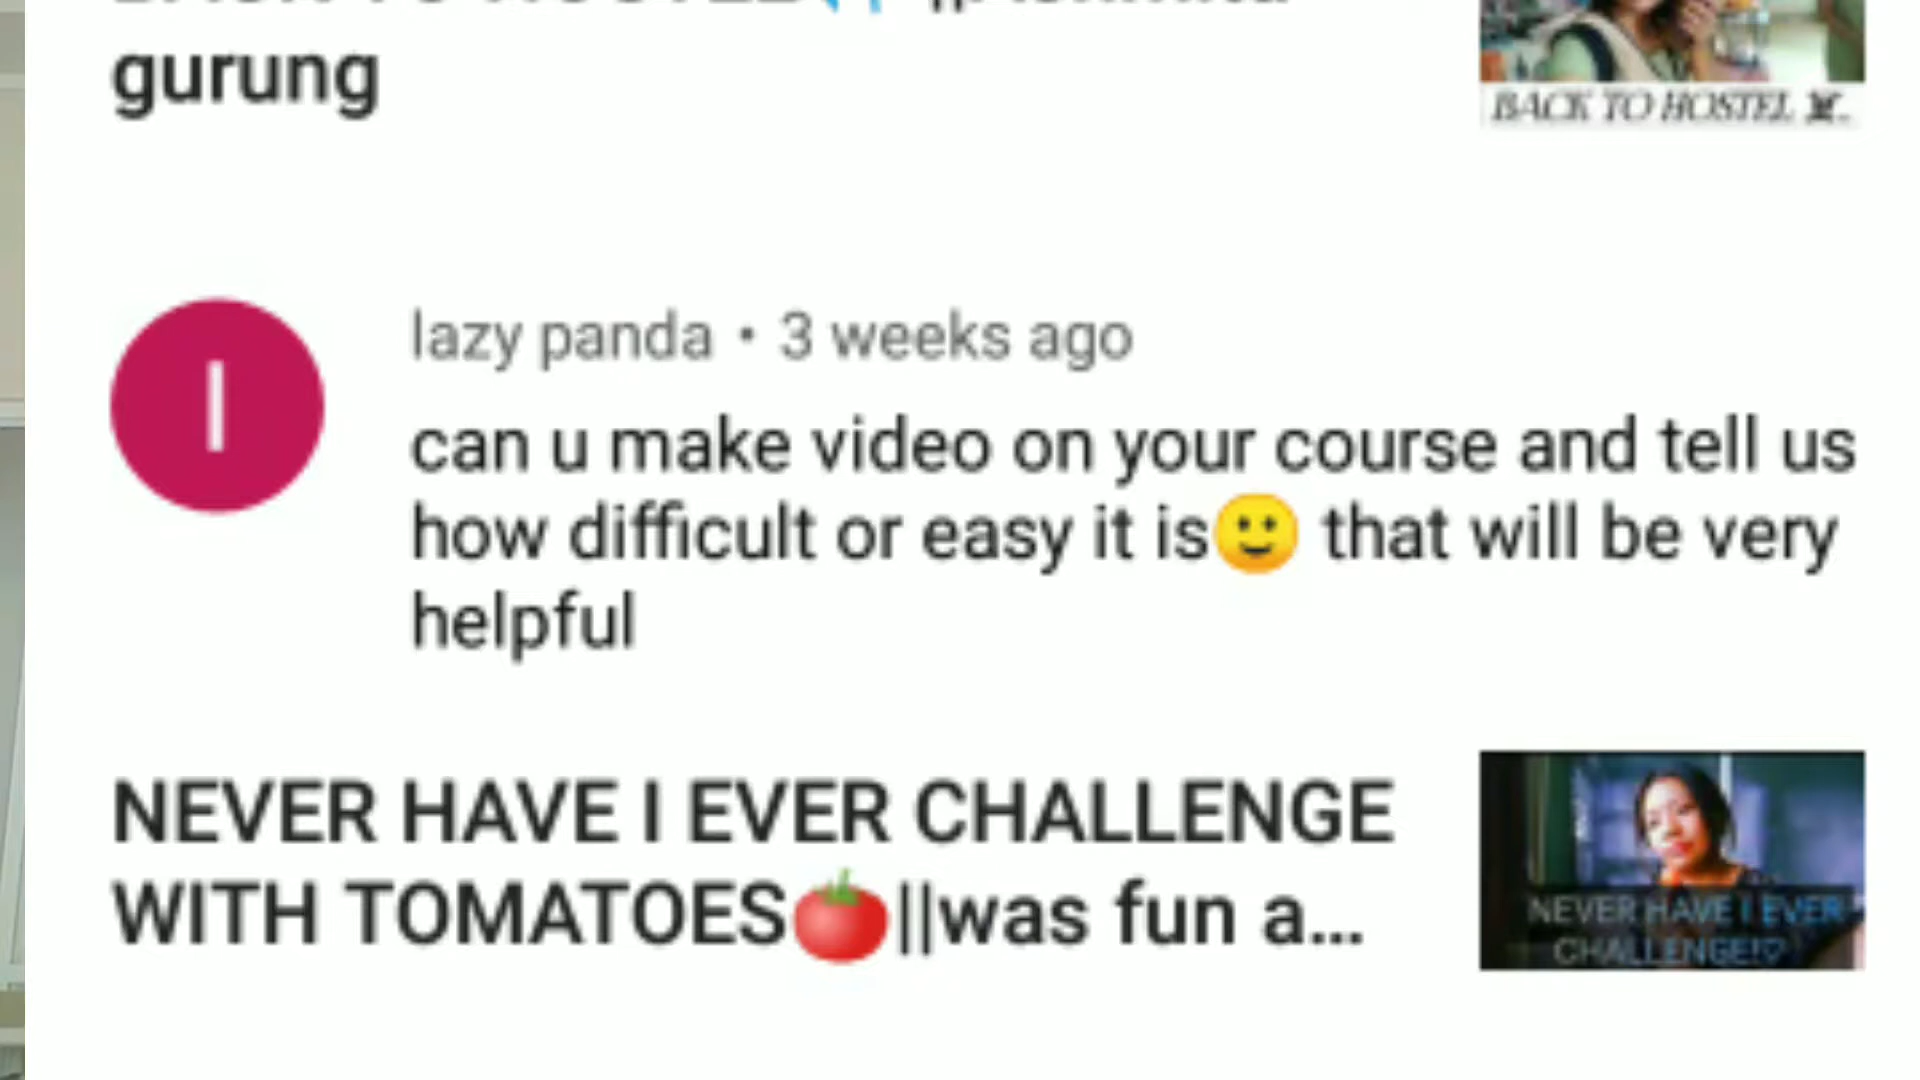 gurung
BACK TO HOSTEL
l
lazy panda • 3 weeks ago
can u make video on your course and tell us
how difficult or easy it is🙂 that will be very
helpful
NEVER HAVE I EVER CHALLENGE
WITH TOMATOES🍅||was fun a...
NEVER HAVE I EVER
CHALLENGE!♡